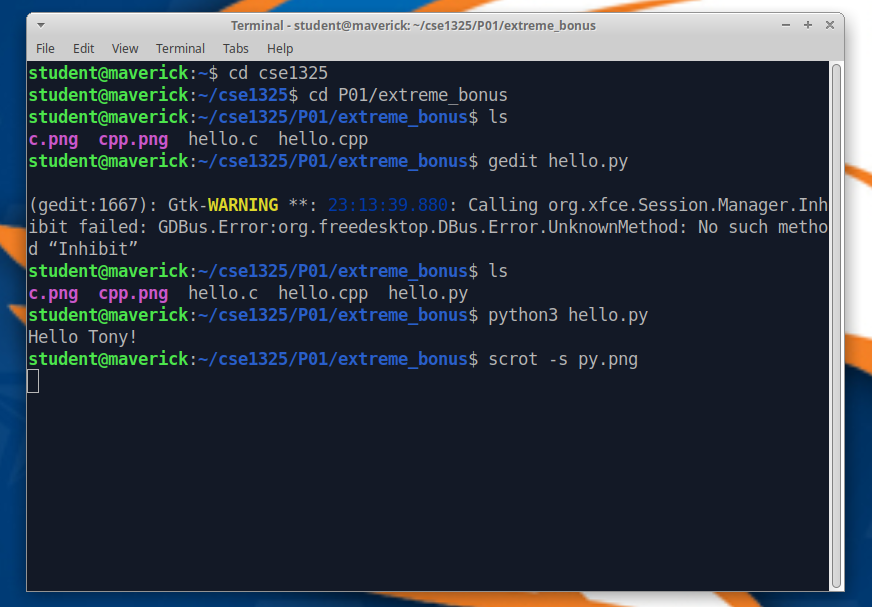 Terminal - student@maverick: ~/cse1325/P01/extreme_bonus
File Edit View Terminal Tabs Help
student@maverick:~$ cd cse1325
student@maverick:~/cse1325$ cd P01/extreme_bonus
student@maverick:~/cse1325/P01/extreme_bonus$ ls
c.png  cpp.png  hello.c  hello.cpp
student@maverick:~/cse1325/P01/extreme_bonus$ gedit hello.py
(gedit:1667): Gtk-WARNING **: 23:13:39.880: Calling org.xfce.Session.Manager.Inh
ibit failed: GDBus.Error:org.freedesktop.DBus.Error.UnknownMethod: No such metho
d “Inhibit”
student@maverick:~/cse1325/P01/extreme_bonus$ ls
c.png  cpp.png  hello.c  hello.cpp  hello.py
student@maverick:~/cse1325/P01/extreme_bonus$ python3 hello.py
Hello Tony!
student@maverick:~/cse1325/P01/extreme_bonus$ scrot -s py.png